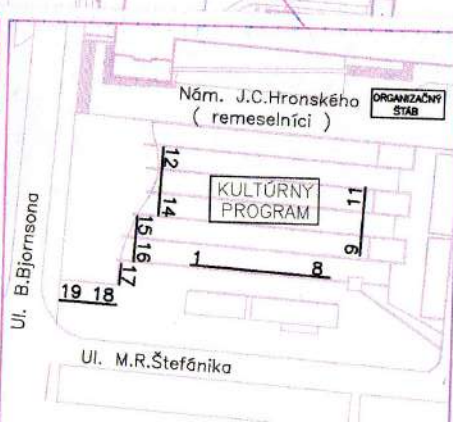 Nám. J.C.Hronského
( remeselníci )
ORGANIZAČNÝ
ŠTÁB
12
KULTÚRNY
PROGRAM
11
14
15
16
9
17
1
8
19 18
Ul. B.Bjornsona
Ul. M.R.Štefánika